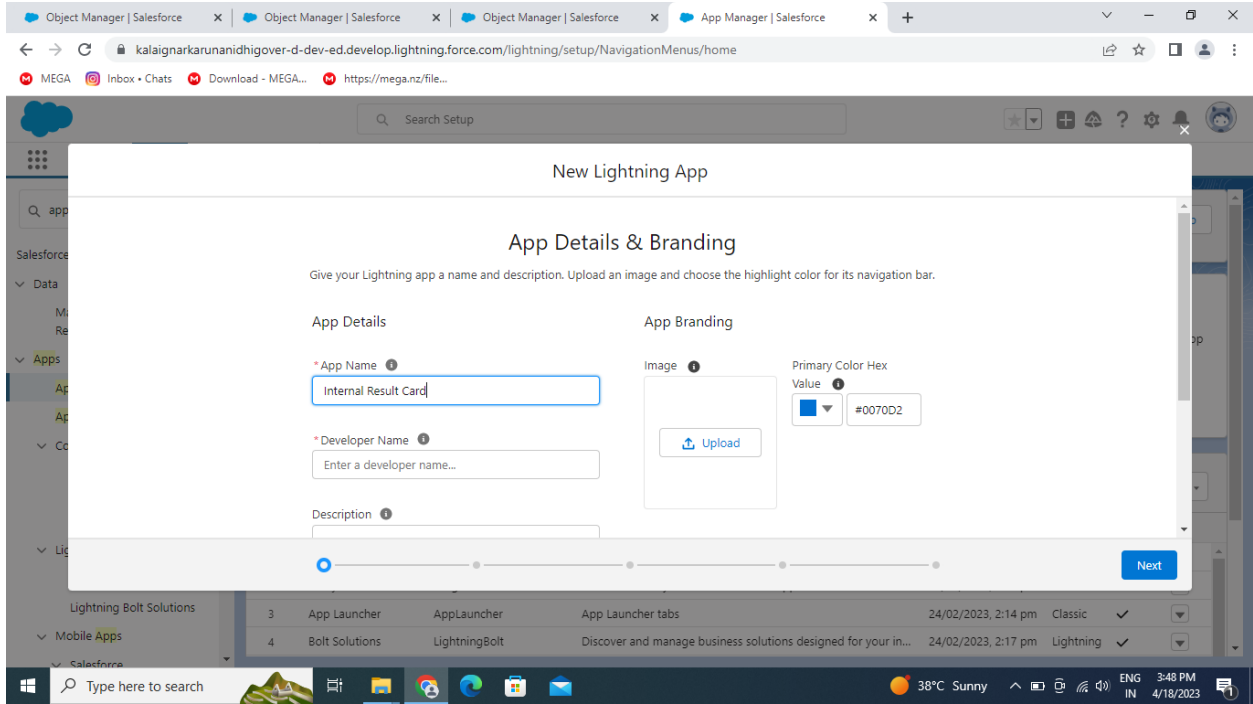 Object Manager | Salesforce
Object Manager | Salesforce
Object Manager | Salesforce
App Manager | Salesforce
kalaignarkarunanidhigover-d-dev-ed.develop.lightning.force.com/lightning/setup/NavigationMenus/home
MEGA
Inbox • Chats
Download - MEGA...
https://mega.nz/file...
Search Setup
New Lightning App
app
Salesforce
Data
Apps
App Details & Branding
Give your Lightning app a name and description. Upload an image and choose the highlight color for its navigation bar.
App Details
App Branding
*App Name
Internal Result Card
Image
Primary Color Hex
Value
#0070D2
Upload
*Developer Name
Enter a developer name...
Description
Next
Lightning Bolt Solutions
Mobile Apps
Salesforce
3 App Launcher AppLauncher App Launcher tabs 24/02/2023, 2:14 pm Classic
4 Bolt Solutions LightningBolt Discover and manage business solutions designed for your in... 24/02/2023, 2:17 pm Lightning
Type here to search
38°C Sunny
ENG
IN
3:48 PM
4/18/2023
1